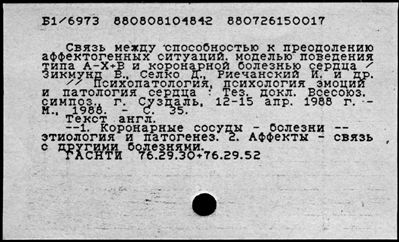 Б1/6973 880808104842 880726150017
Связь между способностью к преодолению
аффектогенных ситуаций, моделью поведения
типа А-Х+В и коронарной болезнью сердца /
Зикмунд В., Селко Д., Риечанский И. и др.
// Психопатология, психология эмоций
и патология сердца : Тез. докл. Всесоюз.
симпоз., г. Суздаль, 12-15 апр. 1988 г. -
М., 1988. - С. 35.
Текст англ.
--1. Коронарные сосуды - болезни --
этиология и патогенез. 2. Аффекты - связь
с другими болезнями.
ГАСНТИ 76.29.30+76.29.52